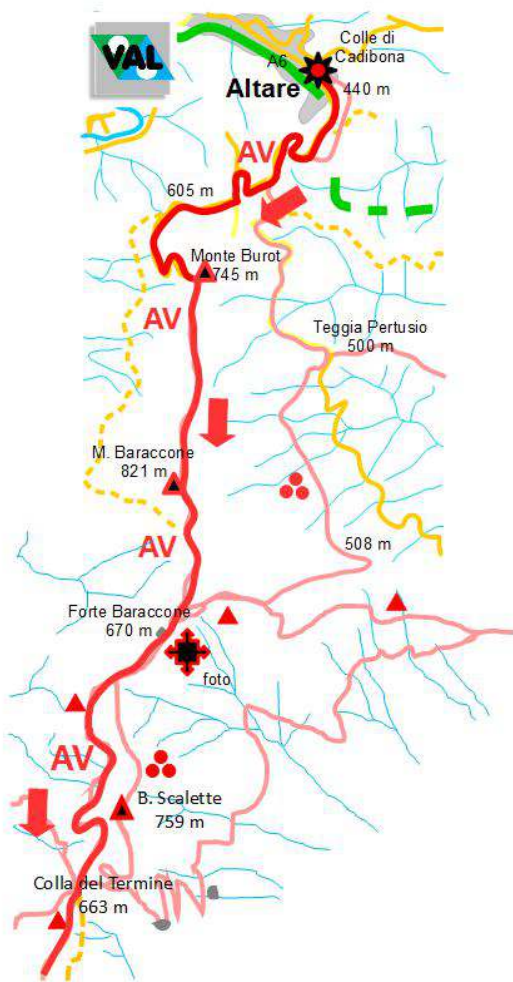 VAL
Colle di
Cadibona
A6
440 m
Altare
AV
605 m
Monte Burot
745 m
AV
Teggia Pertusio
500 m
M. Baraccone
821 m
AV
508 m
Forte Baraccone
670 m
foto
AV
B. Scalette
759 m
Colla del Termine
663 m